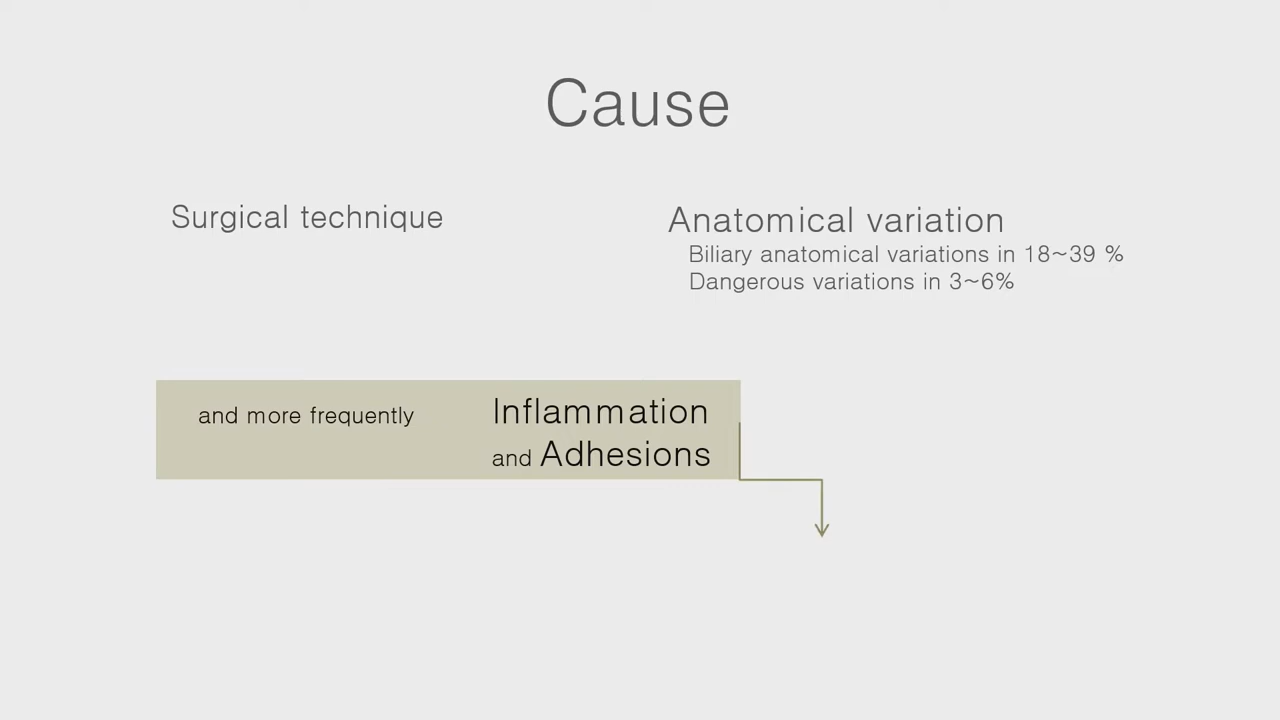 Cause
Surgical technique
Anatomical variation
Biliary anatomical variations in 18~39 %
Dangerous variations in 3~6%
and more frequently Inflammation
and Adhesions